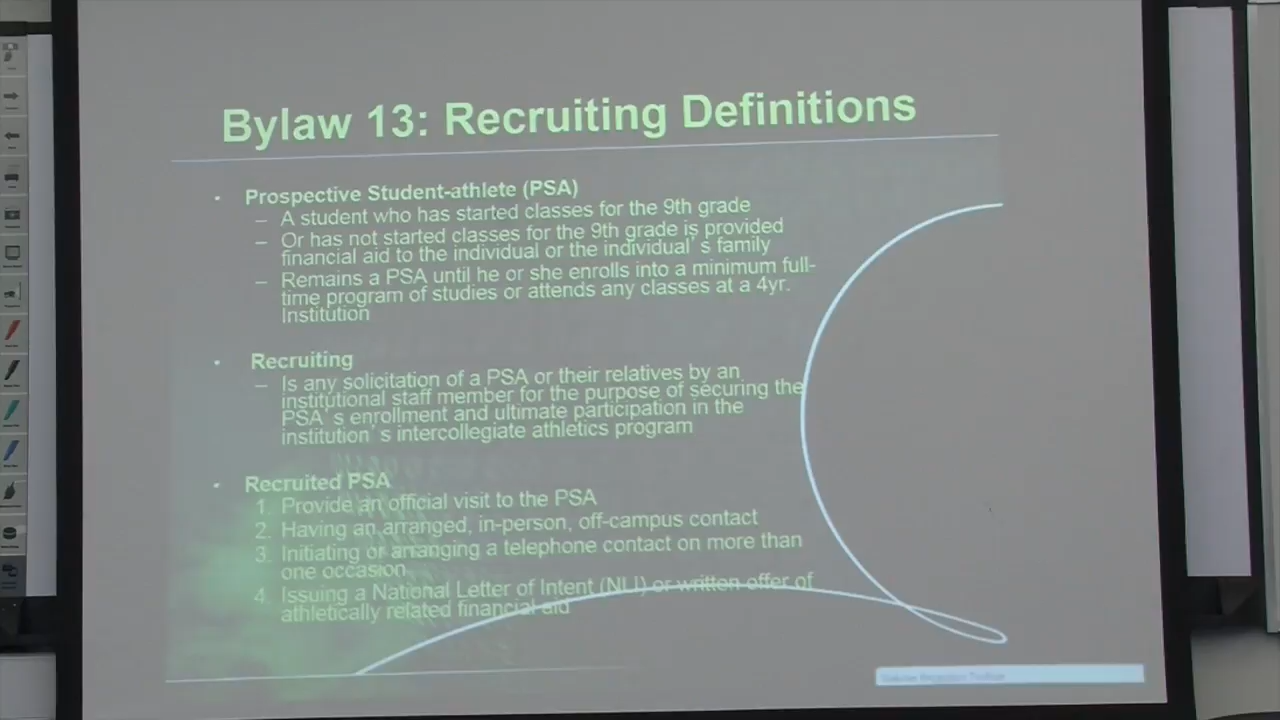 Bylaw 13: Recruiting Definitions
• Prospective Student-athlete (PSA)
– A student who has started classes for the 9th grade
– Or has not started classes for the 9th grade is provided
financial aid to the individual or the individual's family
– Remains a PSA until he or she enrolls into a minimum full-
time program of studies or attends any classes at a 4yr.
Institution
• Recruiting
– Is any solicitation of a PSA or their relatives by an
institutional staff member for the purpose of securing the
PSA's enrollment and ultimate participation in the
institution's intercollegiate athletics program
• Recruited PSA
1. Provide an official visit to the PSA
2. Having an arranged, in-person, off-campus contact
3. Initiating or arranging a telephone contact on more than
one occasion
4. Issuing a National Letter of Intent (NLI) or written offer of
athletically related financial aid